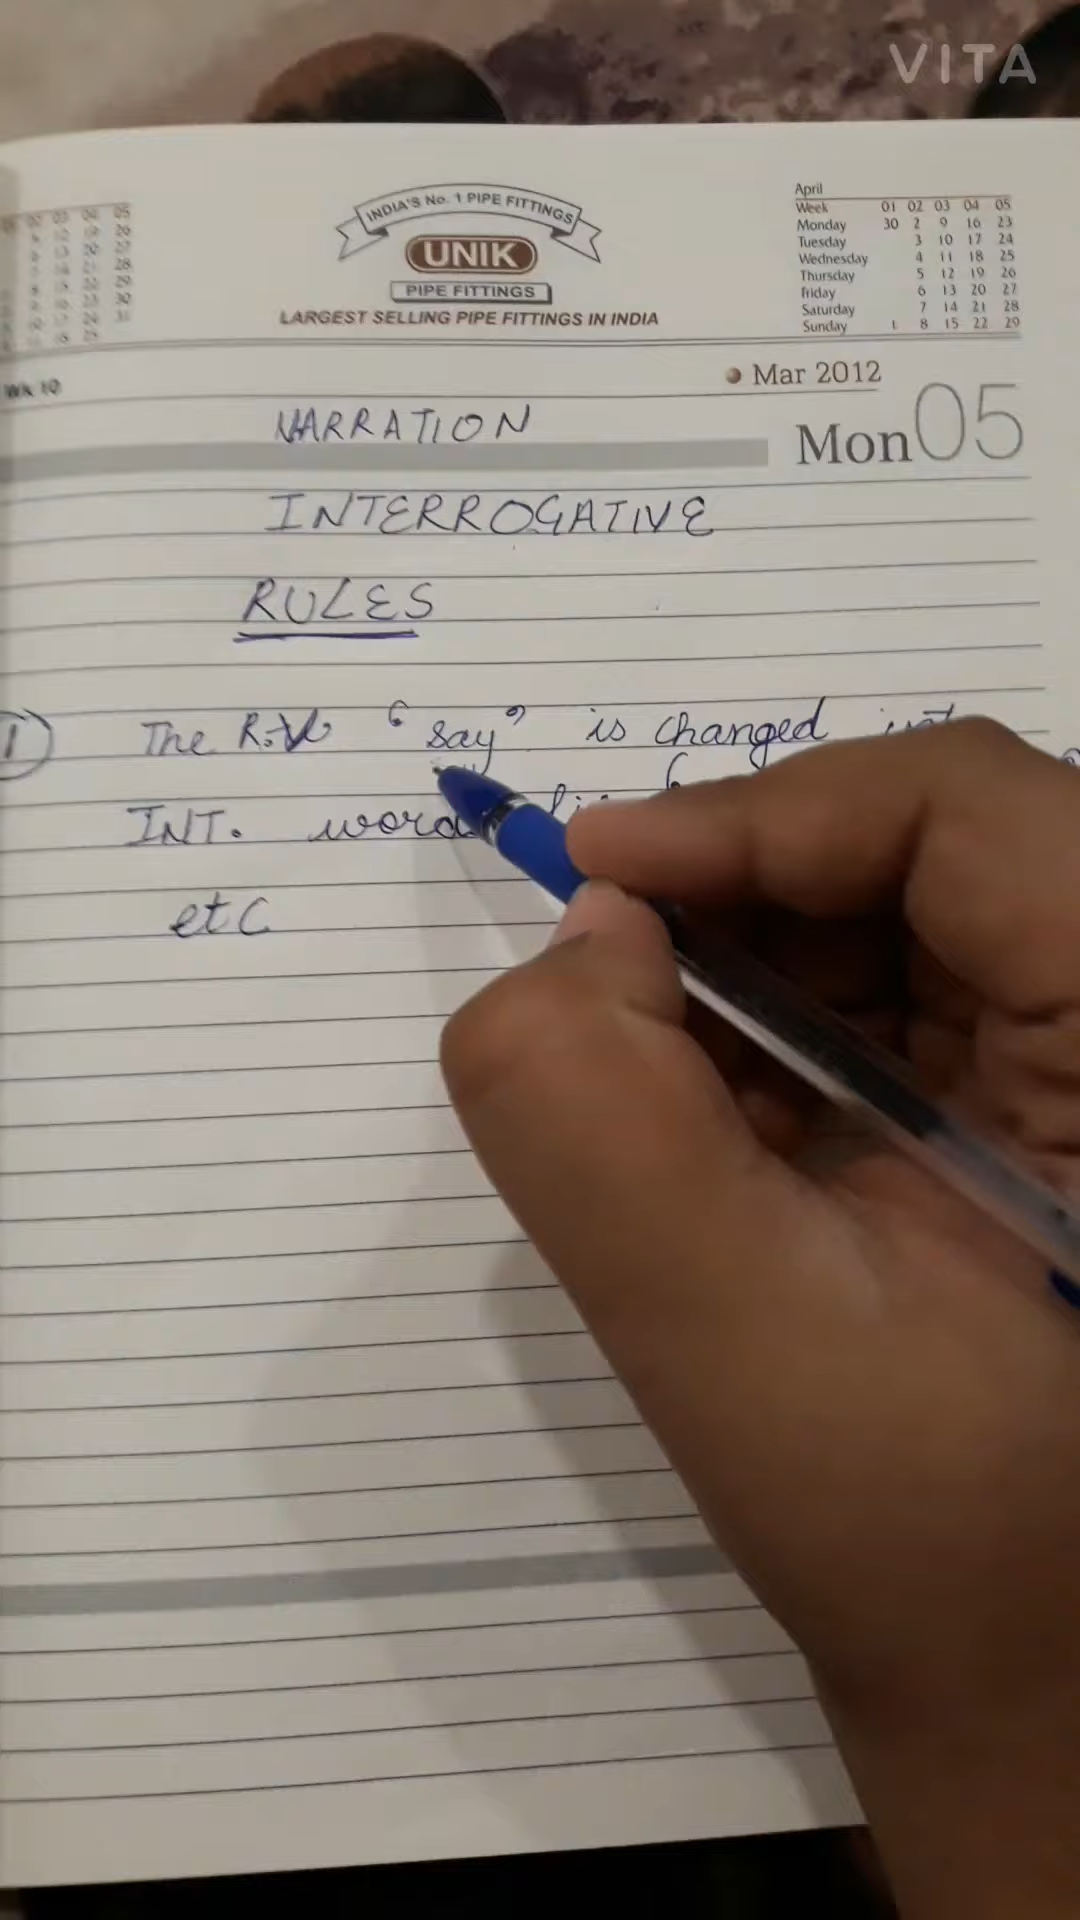 VITA
INDIA'S No. 1 PIPE FITTINGS
UNIK
PIPE FITTINGS
LARGEST SELLING PIPE FITTINGS IN INDIA
April
Week 01 02 03 04 05
Monday 30 2 9 16 23
Tuesday 3 10 17 24
Wednesday 4 11 18 25
Thursday 5 12 19 26
Friday 6 13 20 27
Saturday 7 14 21 28
Sunday 1 8 15 22 29
Wk 10
Mar 2012
Mon 05
NARRATION
INTERROGATIVE
RULES
1 The R.V. "say" is changed
INT. word
etc